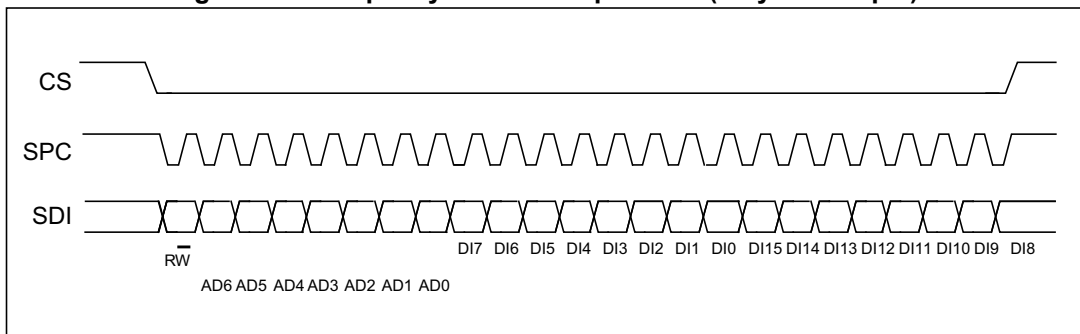 CS
SPC
SDI
DI7 DI6 DI5 DI4 DI3 DI2 DI1 DI0 DI15 DI14 DI13 DI12 DI11 DI10 DI9 DI8
RW
AD6 AD5 AD4 AD3 AD2 AD1 AD0